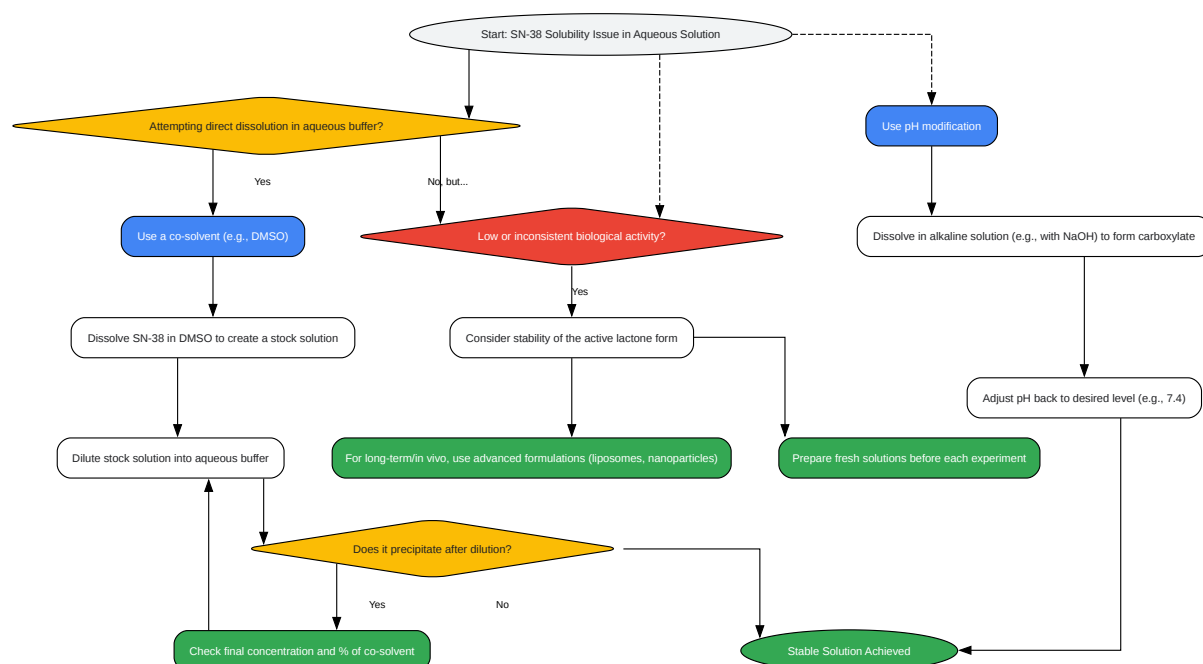 Start: SN-38 Solubility Issue in Aqueous Solution
Attempting direct dissolution in aqueous buffer?
Use pH modification
Yes
No, but...
Use a co-solvent (e.g., DMSO)
Low or inconsistent biological activity?
Dissolve in alkaline solution (e.g., with NaOH) to form carboxylate
Yes
Dissolve SN-38 in DMSO to create a stock solution
Consider stability of the active lactone form
Adjust pH back to desired level (e.g., 7.4)
Dilute stock solution into aqueous buffer
For long-term/in vivo, use advanced formulations (liposomes, nanoparticles)
Prepare fresh solutions before each experiment
Does it precipitate after dilution?
Yes
No
Check final concentration and % of co-solvent
Stable Solution Achieved